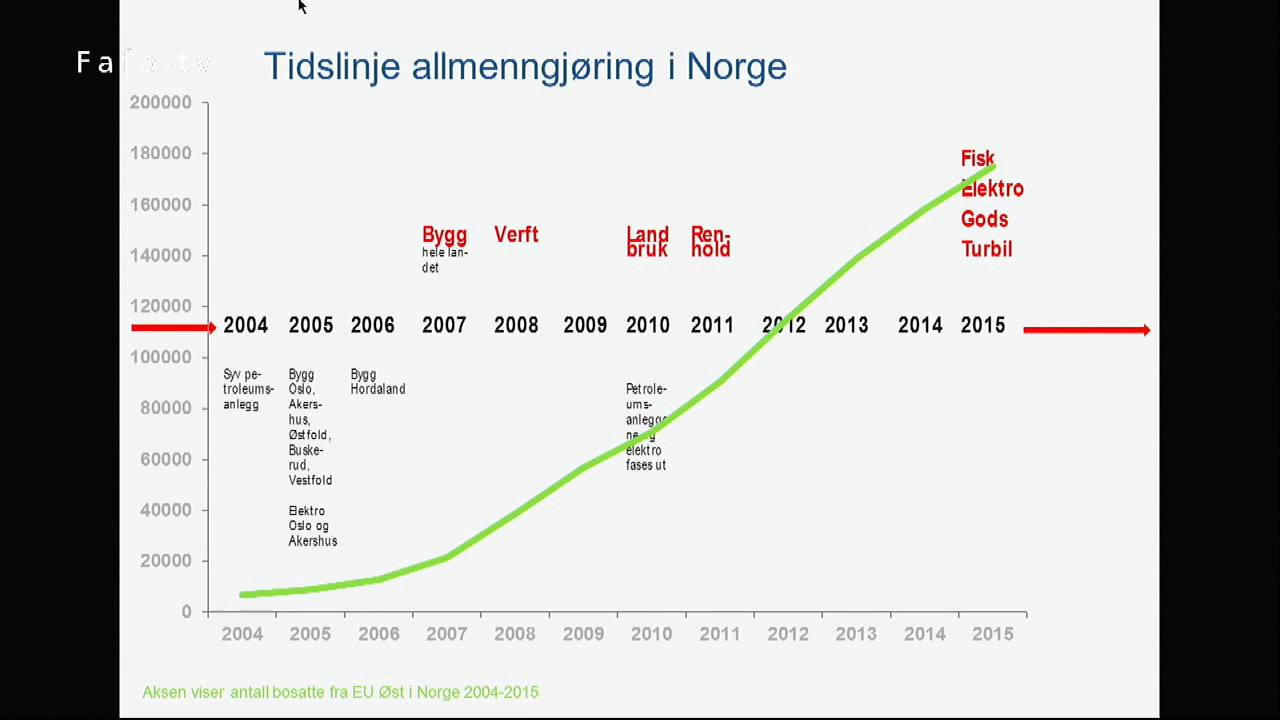 Fafo-tv
Tidslinje allmenngjøring i Norge
200000
180000
160000
140000
120000
100000
80000
60000
40000
20000
0
Bygg
hele lan-
det
Verft
Land
bruk
Ren-
hold
Fisk
Elektro
Gods
Turbil
2004 2005 2006 2007 2008 2009 2010 2011 2012 2013 2014 2015
Syv pe-
troleums-
anlegg
Bygg
Oslo,
Akers-
hus,
Østfold,
Buske-
rud,
Vestfold
Elektro
Oslo og
Akershus
Bygg
Hordaland
Petrole-
ums-
anlegge
ne og
elektro
fases ut
2004 2005 2006 2007 2008 2009 2010 2011 2012 2013 2014 2015
Aksen viser antall bosatte fra EU Øst i Norge 2004-2015